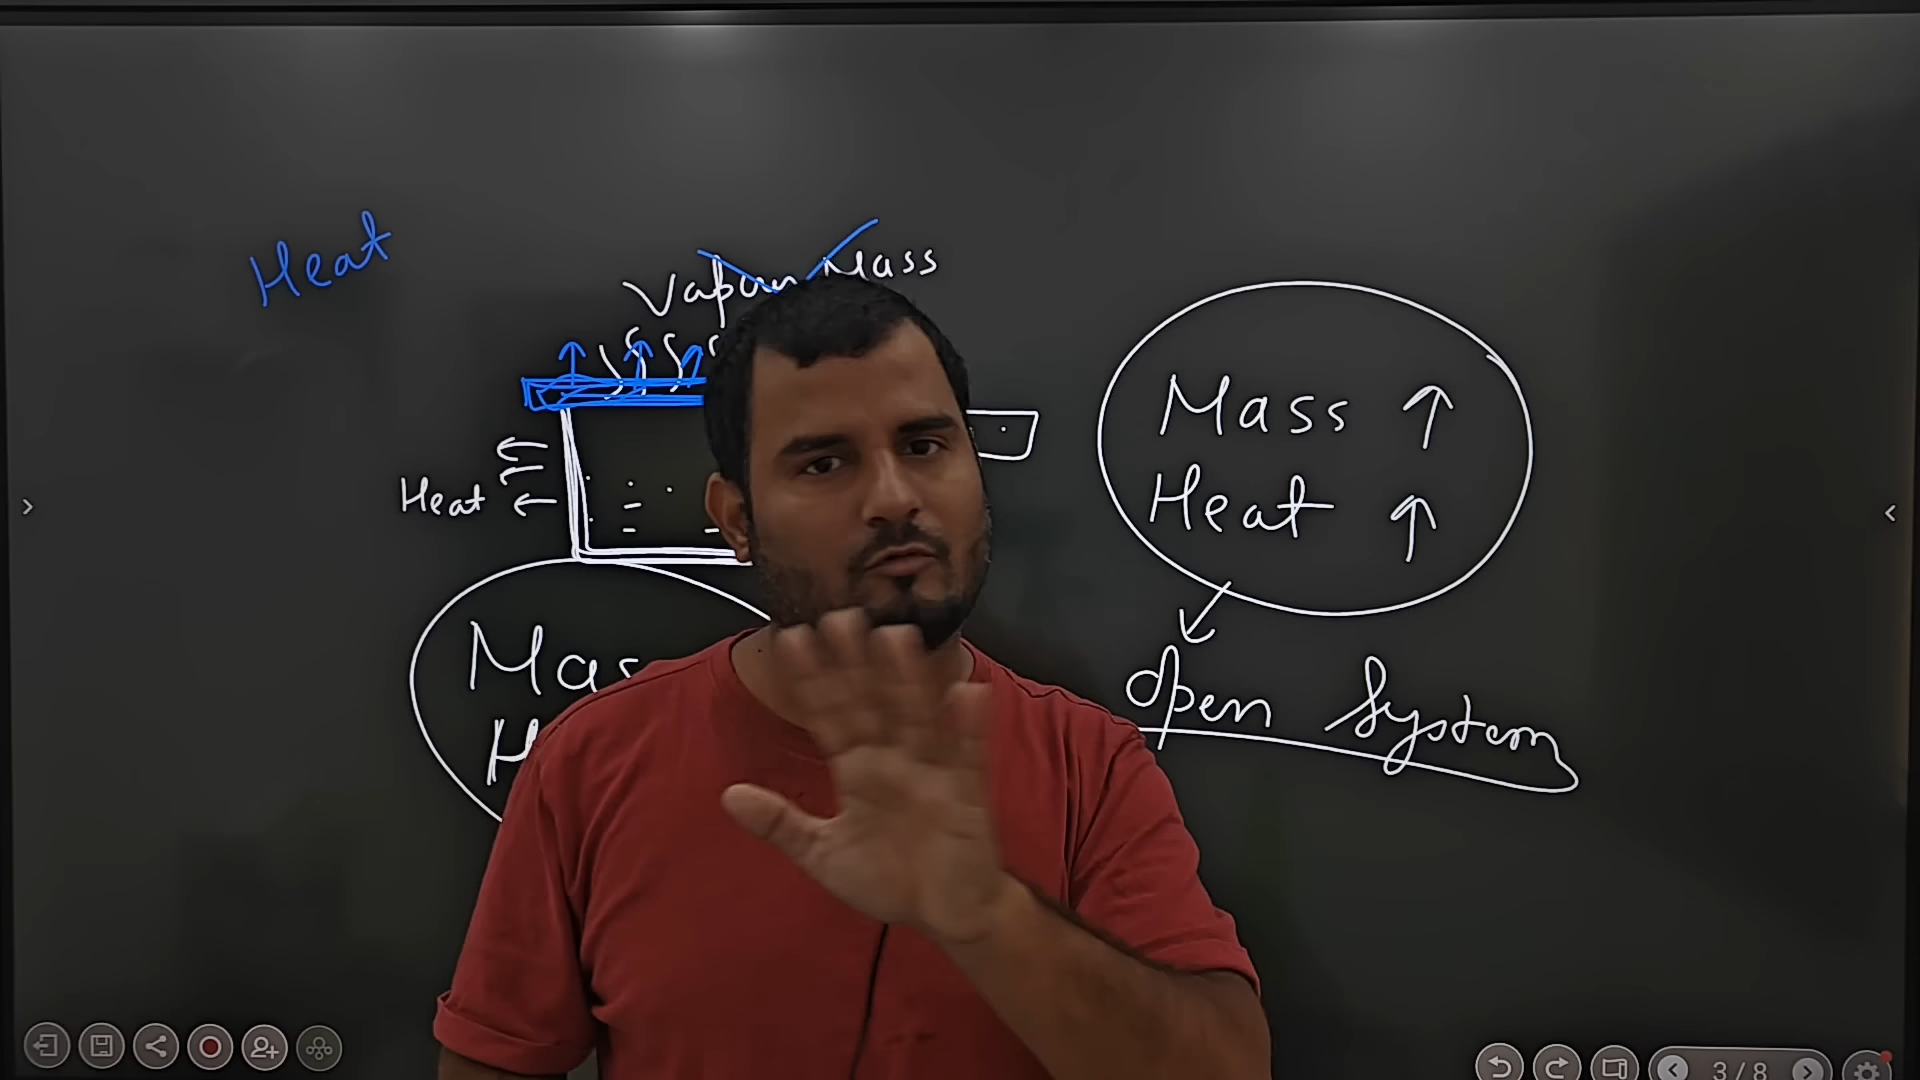 Heat
Vapour Mass
Heat
Mass ↑
Heat ↑
Open System
Mas
H
3/8